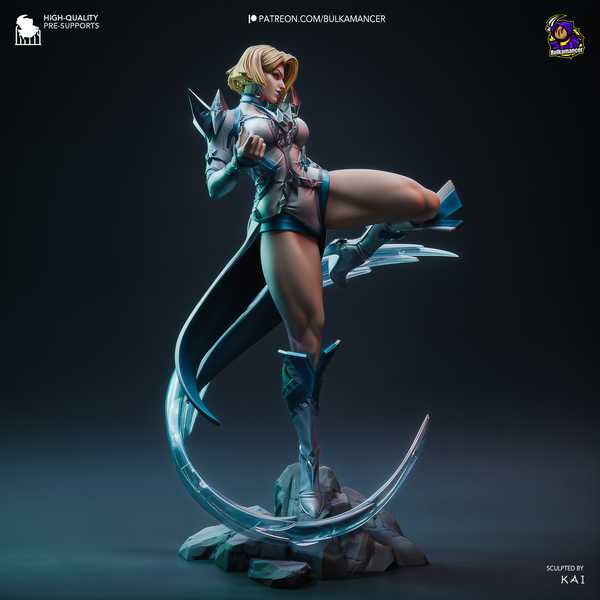 HIGH-QUALITY
PRE-SUPPORTS
PATREON.COM/BULKAMANCER
Bulkamancer
SCULPTED BY
KAI